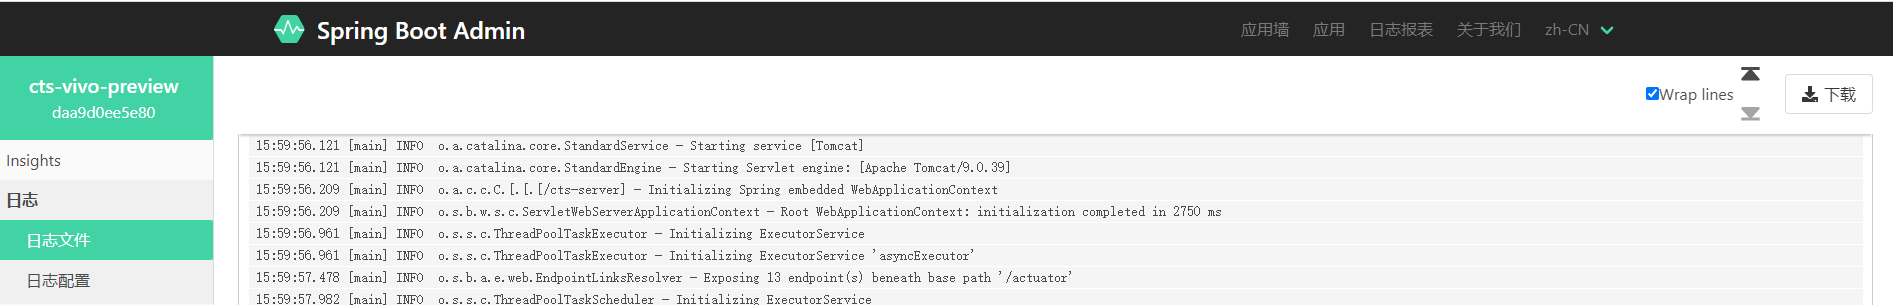 Spring Boot Admin 应用墙 应用 日志报表 关于我们 zh-CN
cts-vivo-preview
daa9d0ee5e80
Wrap lines 下载
Insights
日志
日志文件
日志配置
15:59:56.121 [main] INFO  o.a.catalina.core.StandardService - Starting service [Tomcat]
15:59:56.121 [main] INFO  o.a.catalina.core.StandardEngine - Starting Servlet engine: [Apache Tomcat/9.0.39]
15:59:56.209 [main] INFO  o.a.c.c.C.[.[.[/cts-server] - Initializing Spring embedded WebApplicationContext
15:59:56.209 [main] INFO  o.s.b.w.s.c.ServletWebServerApplicationContext - Root WebApplicationContext: initialization completed in 2750 ms
15:59:56.961 [main] INFO  o.s.s.c.ThreadPoolTaskExecutor - Initializing ExecutorService
15:59:56.961 [main] INFO  o.s.s.c.ThreadPoolTaskExecutor - Initializing ExecutorService 'asyncExecutor'
15:59:57.478 [main] INFO  o.s.b.a.e.web.EndpointLinksResolver - Exposing 13 endpoint(s) beneath base path '/actuator'
15:59:57.982 [main] INFO  o.s.s.c.ThreadPoolTaskScheduler - Initializing ExecutorService